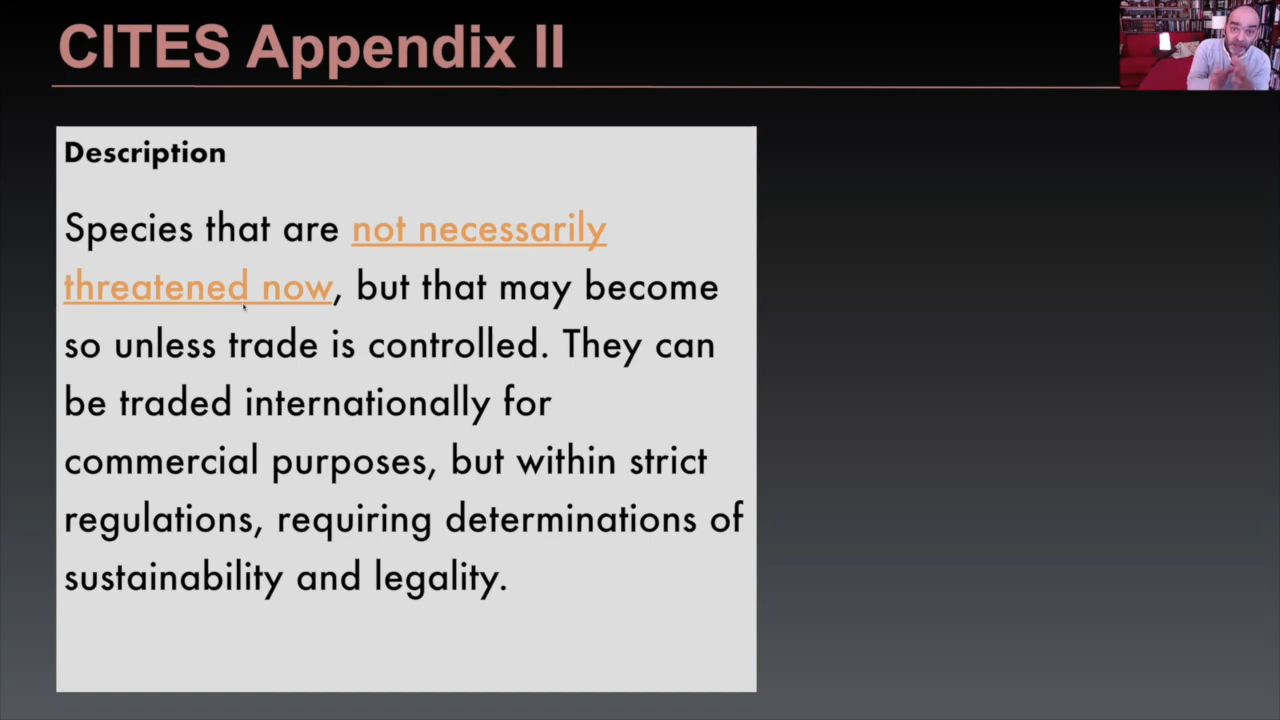 CITES Appendix II
Description
Species that are not necessarily
threatened now, but that may become
so unless trade is controlled. They can
be traded internationally for
commercial purposes, but within strict
regulations, requiring determinations of
sustainability and legality.